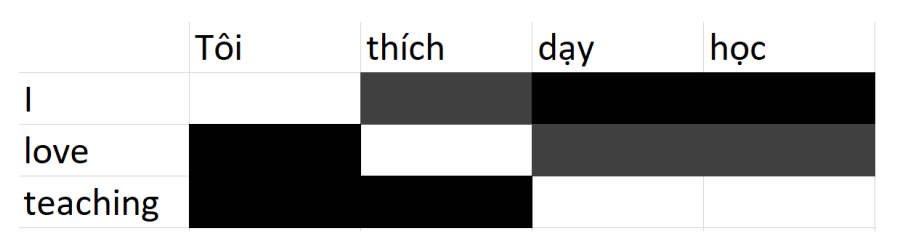 Tôi thích dạy học
I
love
teaching